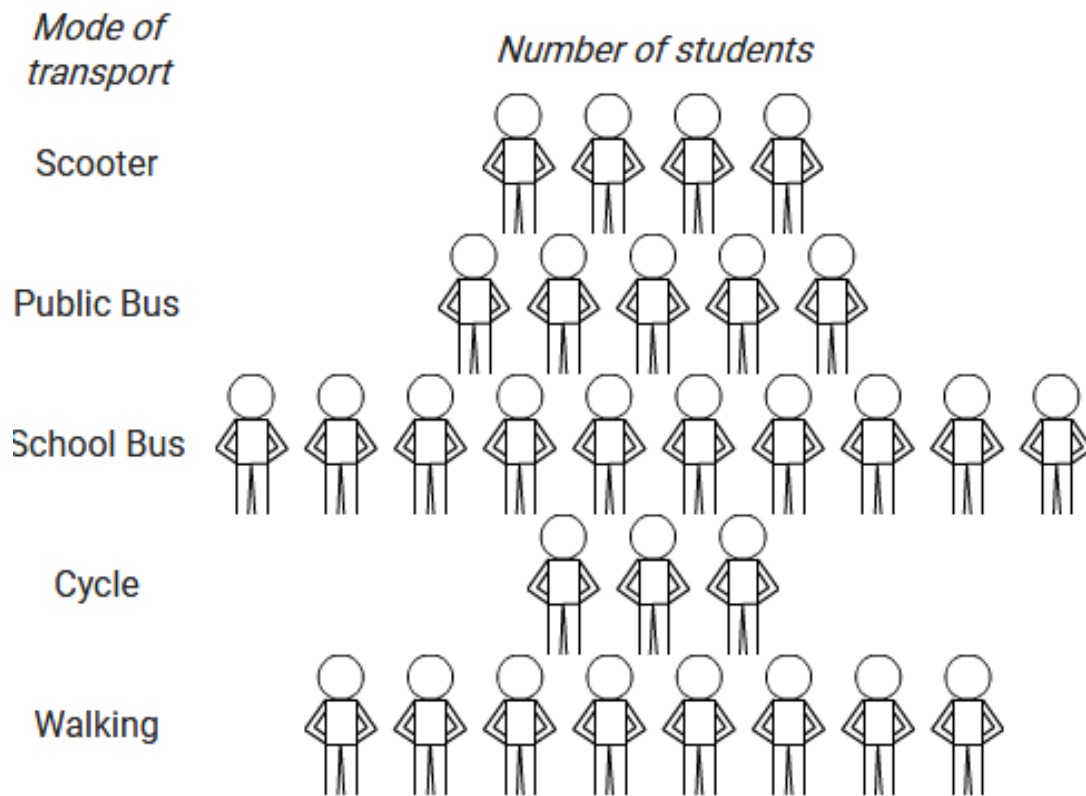 Mode of
transport
Number of students
Scooter
Public Bus
School Bus
Cycle
Walking